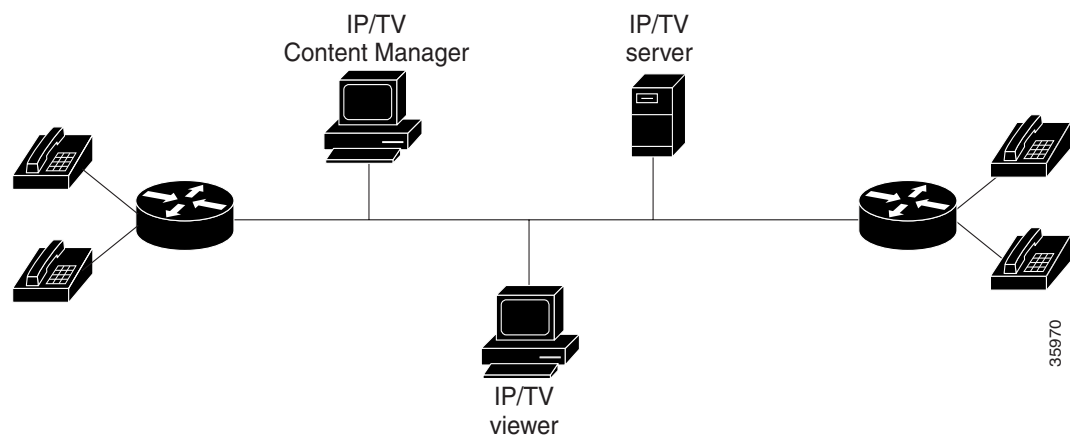 IP/TV
Content Manager
IP/TV
server
IP/TV
viewer
35970